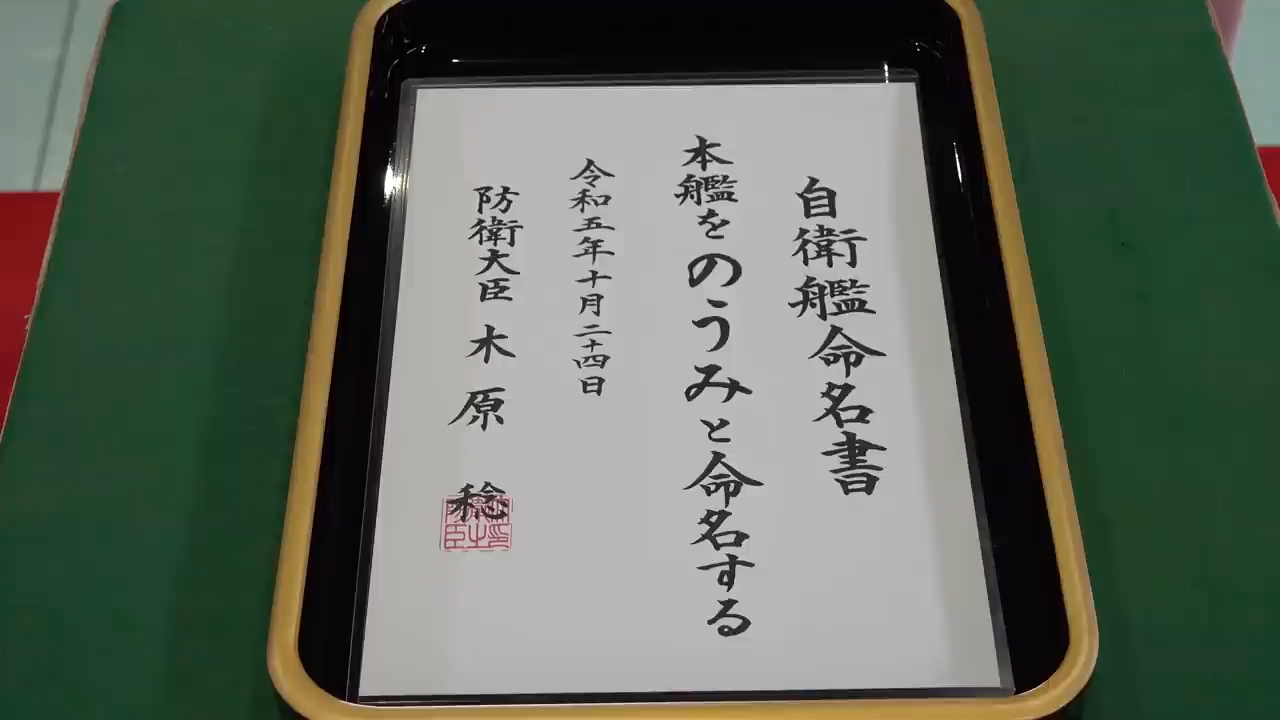 自衛艦命名書
本艦をのうみと命名する
令和五年十月二十四日
防衛大臣 木原 稔